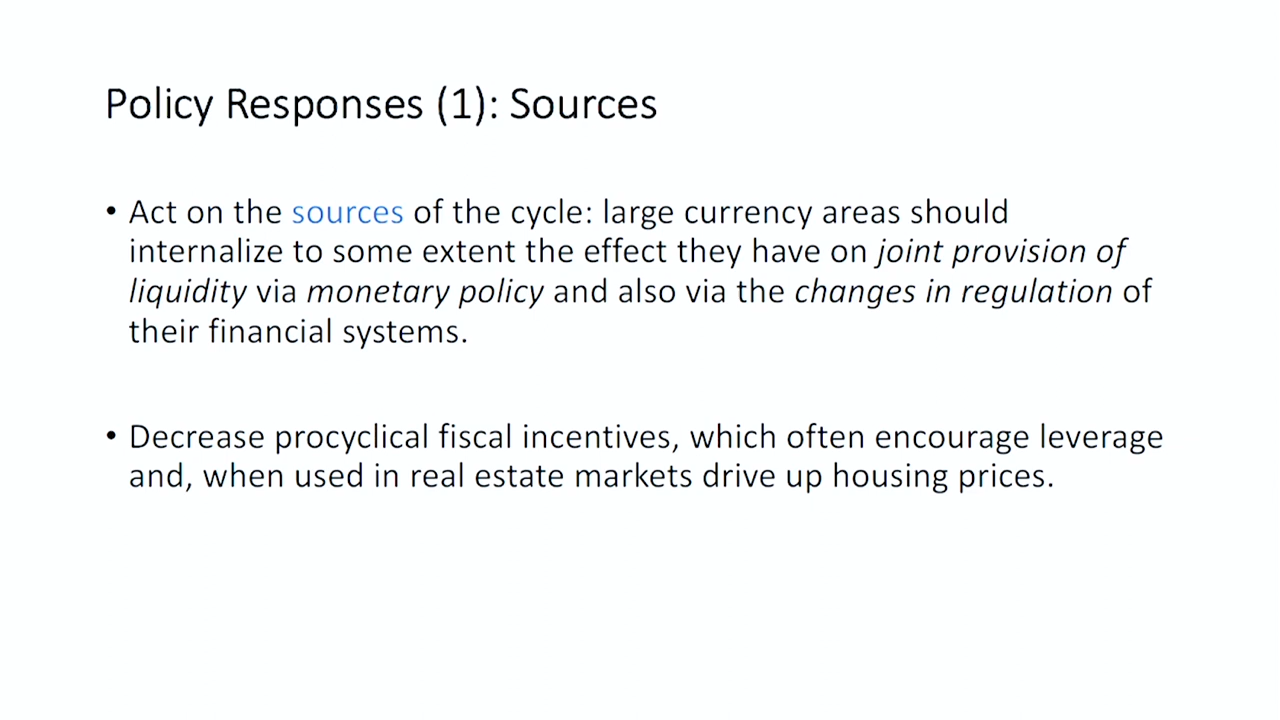 Policy Responses (1): Sources
• Act on the sources of the cycle: large currency areas should
internalize to some extent the effect they have on joint provision of
liquidity via monetary policy and also via the changes in regulation of
their financial systems.
• Decrease procyclical fiscal incentives, which often encourage leverage
and, when used in real estate markets drive up housing prices.